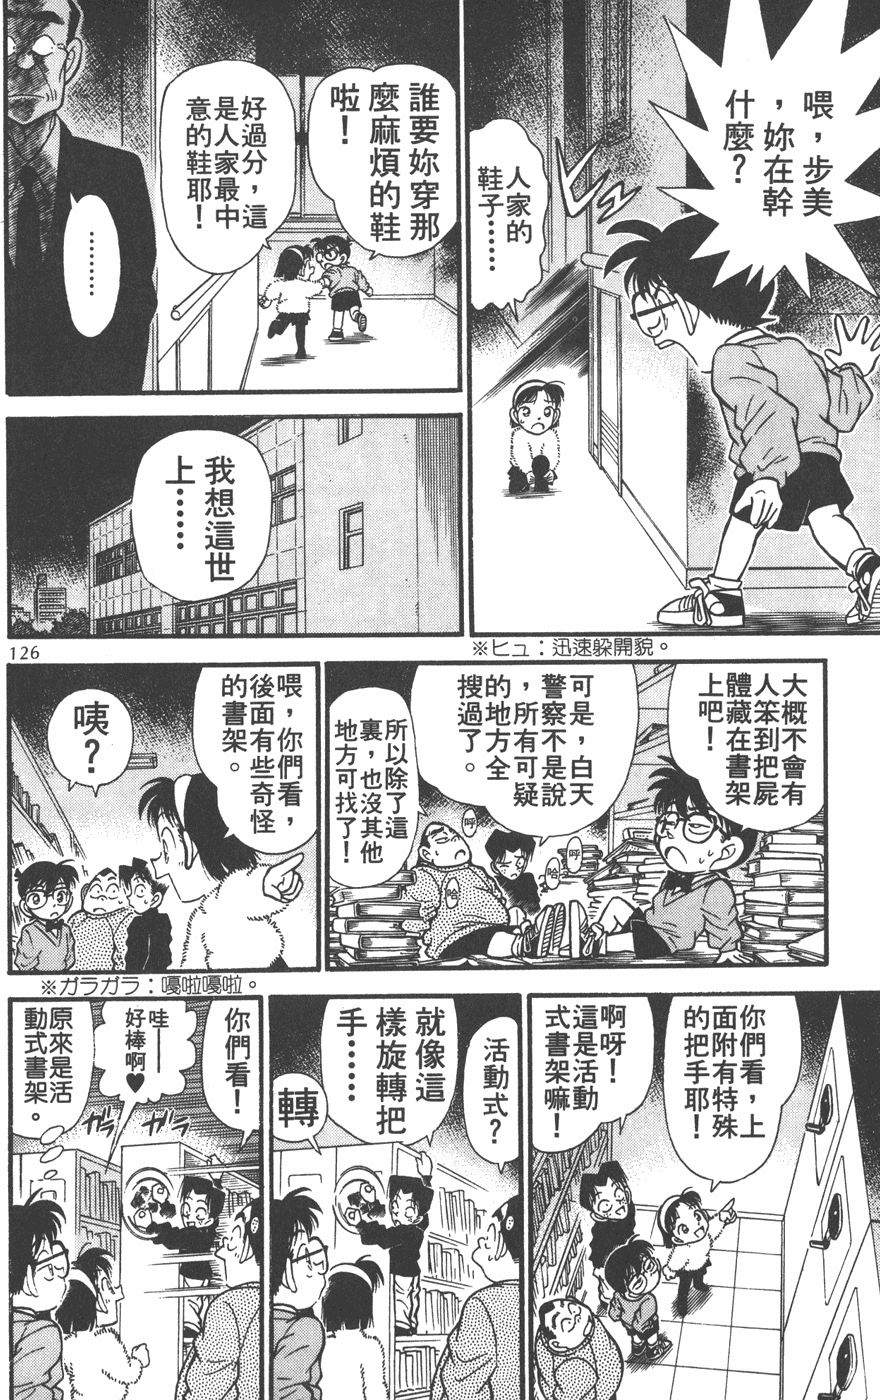 喂，步美
，妳在幹
什麼？
人家的
鞋子……
ヒュ
誰要妳穿那
麼麻煩的鞋
啦！
好過分，這
是人家最中
意的鞋耶！
………
我想這世
上……
※ヒュ：迅速躲開貌。
126
大概不會有
人笨到把屍
體藏在書架
上吧！
可是，白天
警察不是說
，所有可疑
的地方全
搜過了。
所以除了這
裏，也沒其他
地方可找了！
呼
呼
哈
喂，你們看，
後面有些奇怪
的書架。
咦？
※ガラガラ：嘎啦嘎啦。
你們看，上
面附有特殊
的把手耶！
啊呀！
這是活動
式書架嘛！
活動式？
就像這
樣旋轉把
手……
轉
你們看！
哇——
好棒啊♥
ガラ
ガラ
原來是活
動式書架。